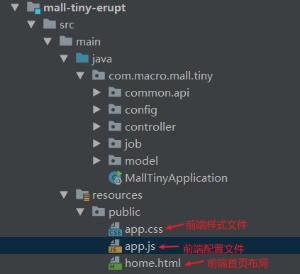 mall-tiny-erupt
src
main
java
com.macro.mall.tiny
common.api
config
controller
job
model
MallTinyApplication
resources
public
app.css 前端样式文件
app.js 前端配置文件
home.html 前端首页布局